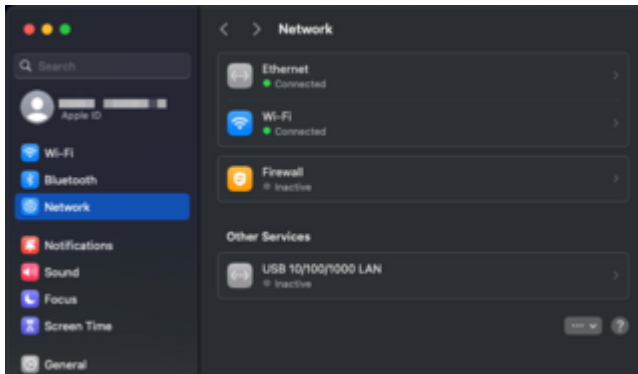 Network
Search
Apple ID
Wi-Fi
Bluetooth
Network
Notifications
Sound
Focus
Screen Time
General
Ethernet
Connected
Wi-Fi
Connected
Firewall
Inactive
Other Services
USB 10/100/1000 LAN
Inactive
?